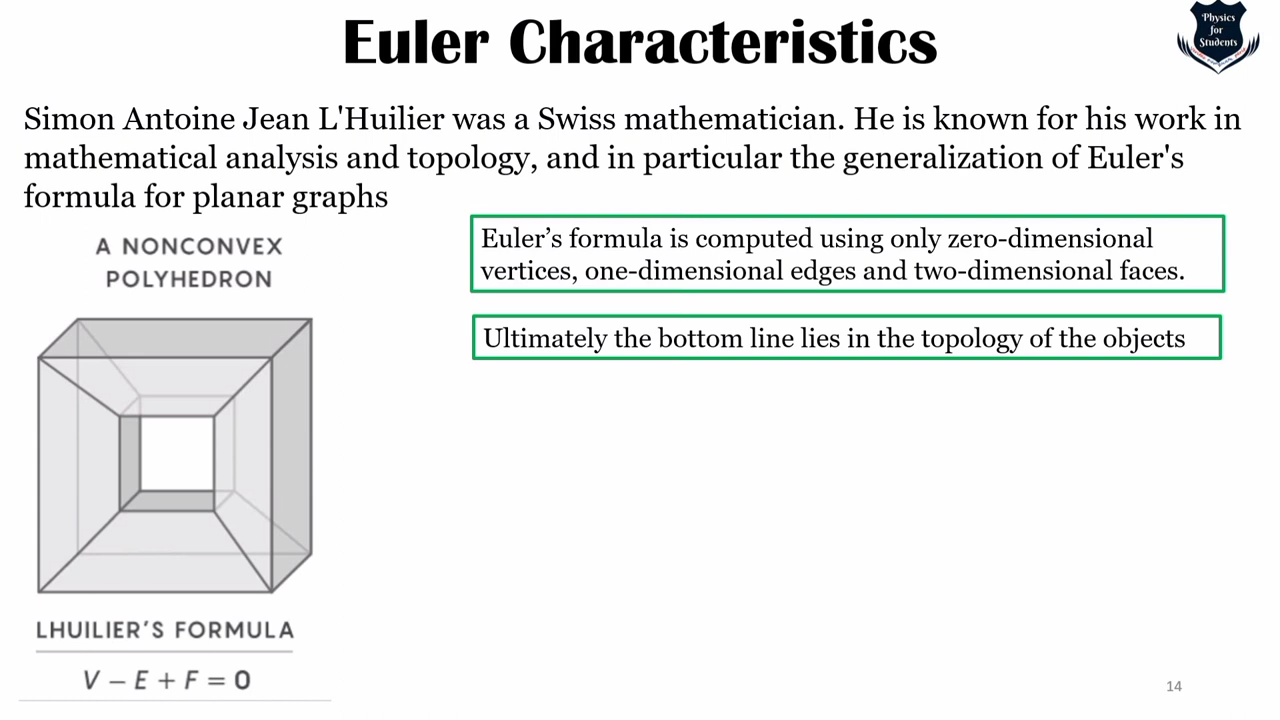 Euler Characteristics
Physics
for
Students
Simon Antoine Jean L'Huilier was a Swiss mathematician. He is known for his work in
mathematical analysis and topology, and in particular the generalization of Euler's
formula for planar graphs
A NONCONVEX
POLYHEDRON
Euler’s formula is computed using only zero-dimensional
vertices, one-dimensional edges and two-dimensional faces.
Ultimately the bottom line lies in the topology of the objects
LHUILIER’S FORMULA
V − E + F = 0
14